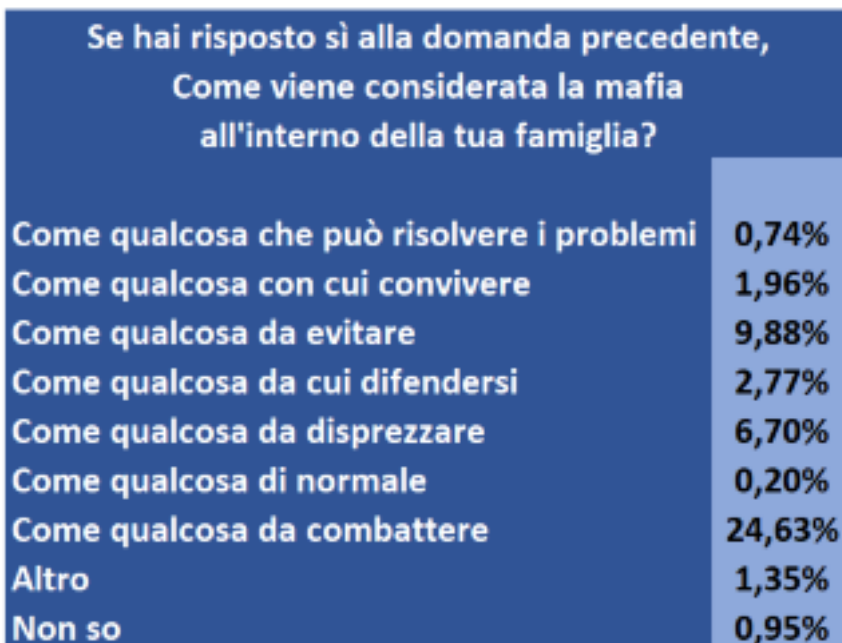 Se hai risposto sì alla domanda precedente,
Come viene considerata la mafia
all'interno della tua famiglia?
Come qualcosa che può risolvere i problemi 0,74%
Come qualcosa con cui convivere 1,96%
Come qualcosa da evitare 9,88%
Come qualcosa da cui difendersi 2,77%
Come qualcosa da disprezzare 6,70%
Come qualcosa di normale 0,20%
Come qualcosa da combattere 24,63%
Altro 1,35%
Non so 0,95%